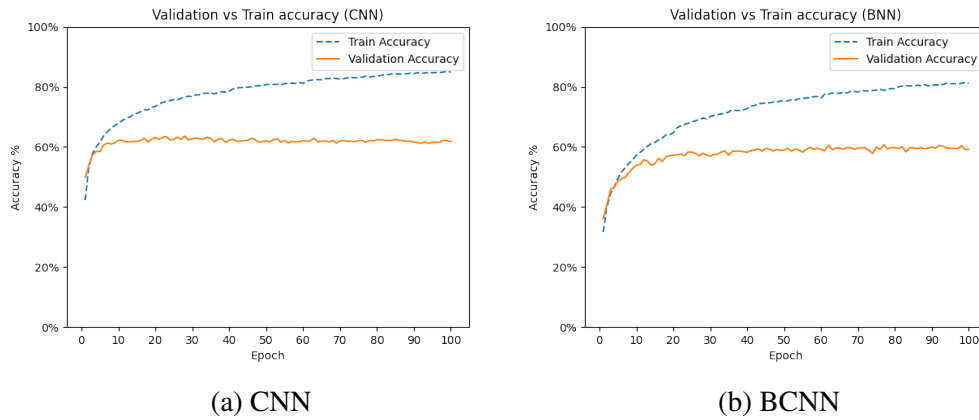 Validation vs Train accuracy (CNN)
100%
80%
60%
40%
20%
0%
Accuracy %
Train Accuracy
Validation Accuracy
0 10 20 30 40 50 60 70 80 90 100
Epoch
(a) CNN
Validation vs Train accuracy (BNN)
100%
80%
60%
40%
20%
0%
Accuracy %
Train Accuracy
Validation Accuracy
0 10 20 30 40 50 60 70 80 90 100
Epoch
(b) BCNN